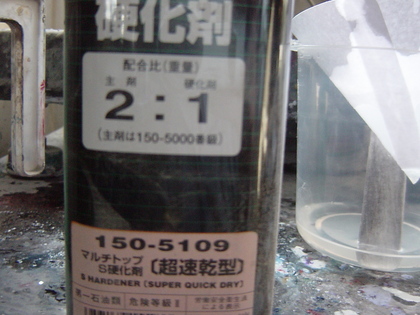 硬化剤
配合比(重量)
主剤 硬化剤
2:1
(主剤は150-5000番級)
150-5109
マルチトップ
S硬化剤〔超速乾型〕
S HARDENER (SUPER QUICK DRY)
第一石油類 危険等級Ⅱ